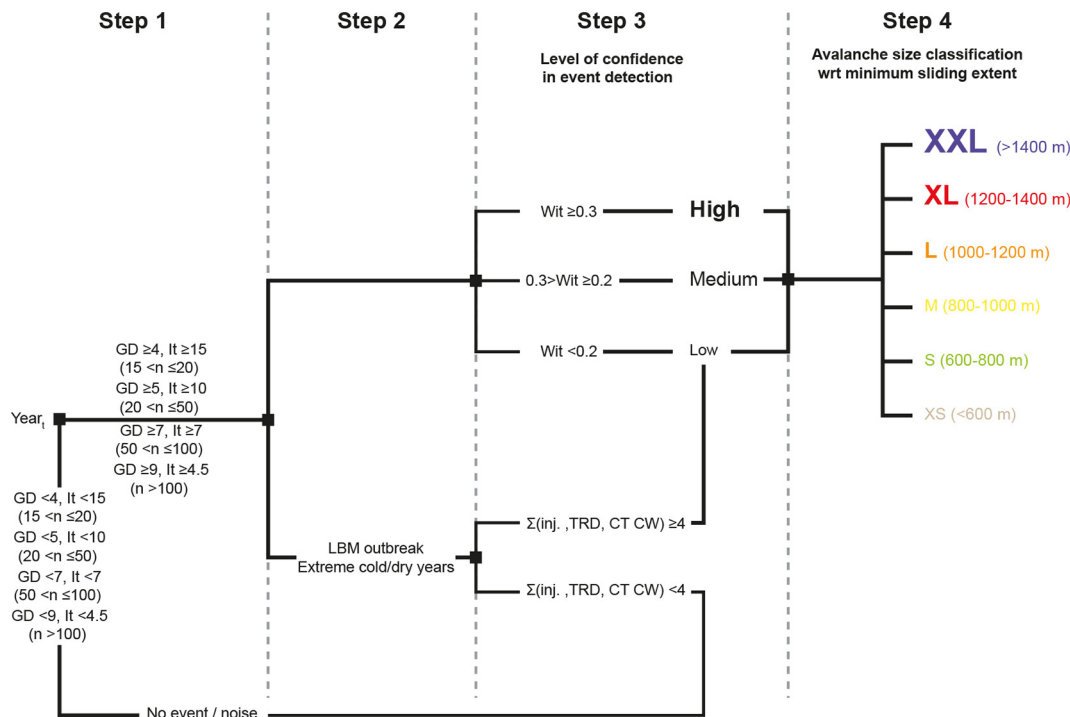 Step 1
Step 2
Step 3
Step 4
Level of confidence
in event detection
Avalanche size classification
wrt minimum sliding extent
XXL (>1400 m)
XL (1200-1400 m)
L (1000-1200 m)
M (800-1000 m)
S (600-800 m)
XS (<600 m)
Wit ≥0.3
High
0.3>Wit ≥0.2
Medium
Wit <0.2
Low
GD ≥4, It ≥15
(15 <n ≤20)
GD ≥5, It ≥10
(20 <n ≤50)
Year,t
GD ≥7, It ≥7
(50 <n ≤100)
GD ≥9, It ≥4.5
(n >100)
GD <4, It <15
(15 <n ≤20)
GD <5, It <10
(20 <n ≤50)
GD <7, It <7
(50 <n ≤100)
GD <9, It <4.5
(n >100)
LBM outbreak
Extreme cold/dry years
Σ(inj. ,TRD, CT CW) ≥4
Σ(inj. ,TRD, CT CW) <4
No event / noise